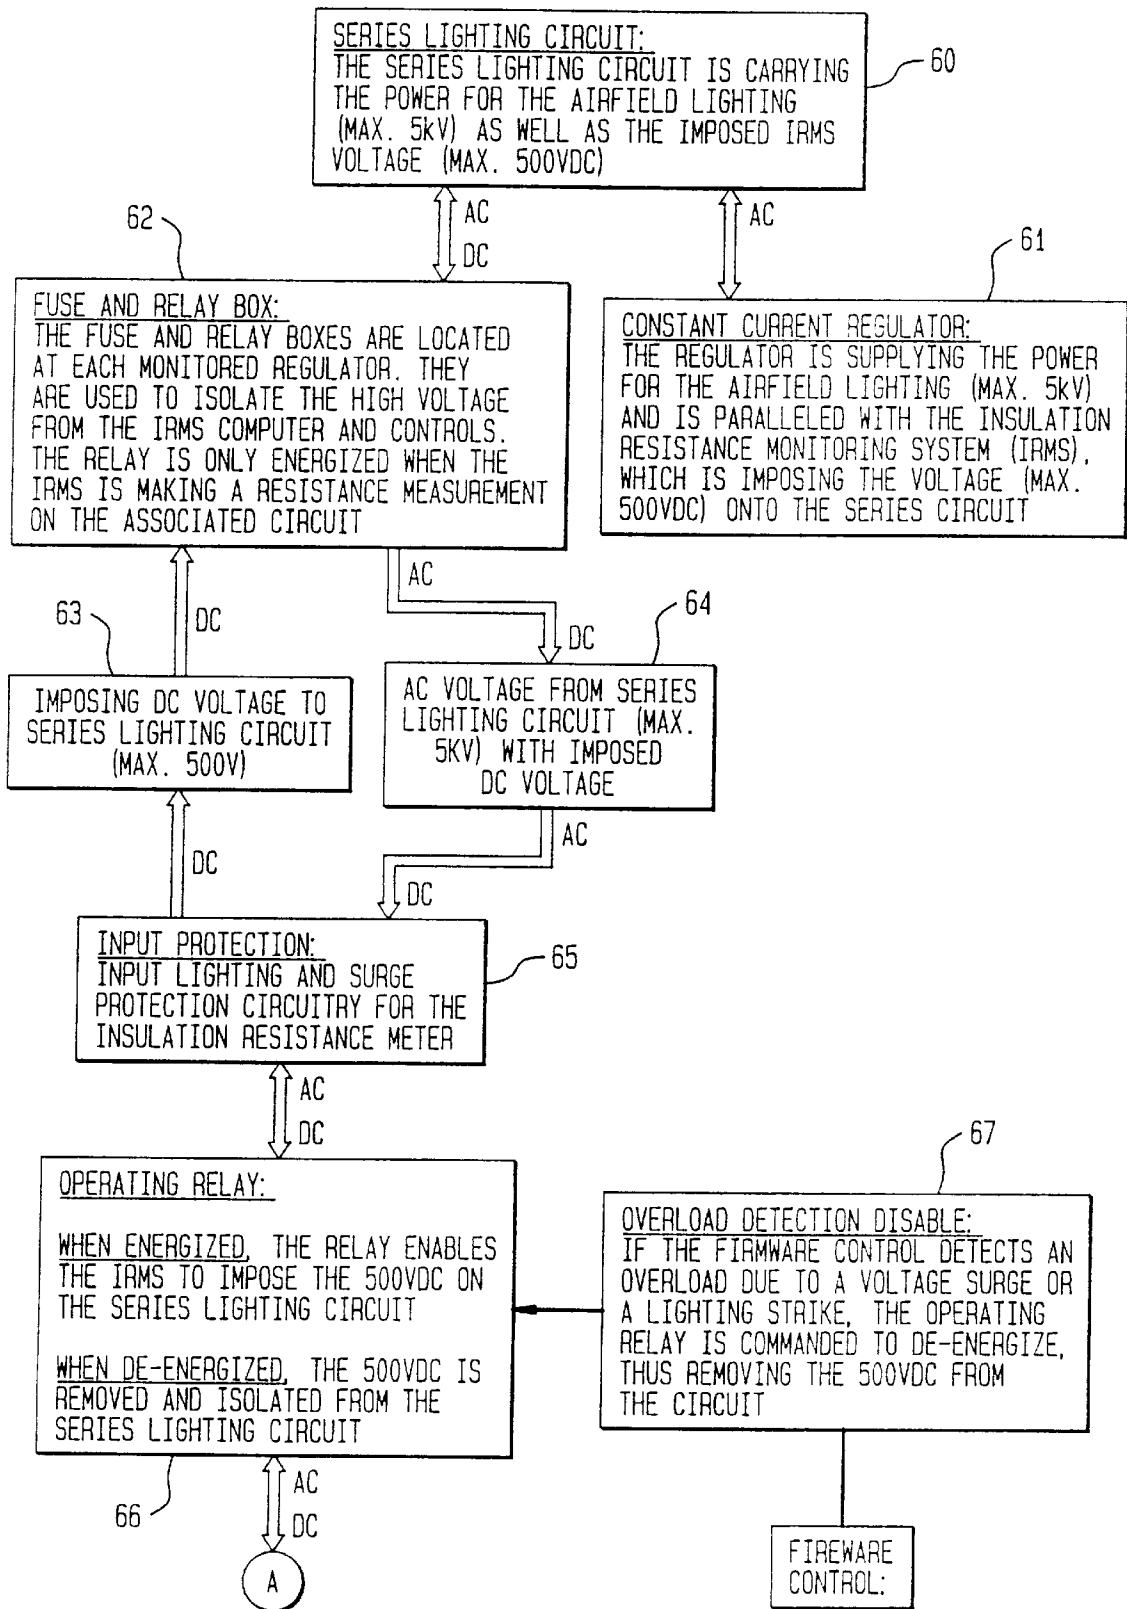 SERIES LIGHTING CIRCUIT:
THE SERIES LIGHTING CIRCUIT IS CARRYING
THE POWER FOR THE AIRFIELD LIGHTING
(MAX. 5kV) AS WELL AS THE IMPOSED IRMS
VOLTAGE (MAX. 500VDC)
60
AC
DC
AC
62
61
FUSE AND RELAY BOX:
THE FUSE AND RELAY BOXES ARE LOCATED
AT EACH MONITORED REGULATOR. THEY
ARE USED TO ISOLATE THE HIGH VOLTAGE
FROM THE IRMS COMPUTER AND CONTROLS.
THE RELAY IS ONLY ENERGIZED WHEN THE
IRMS IS MAKING A RESISTANCE MEASUREMENT
ON THE ASSOCIATED CIRCUIT
CONSTANT CURRENT REGULATOR:
THE REGULATOR IS SUPPLYING THE POWER
FOR THE AIRFIELD LIGHTING (MAX. 5kV)
AND IS PARALLELED WITH THE INSULATION
RESISTANCE MONITORING SYSTEM (IRMS),
WHICH IS IMPOSING THE VOLTAGE (MAX.
500VDC) ONTO THE SERIES CIRCUIT
DC
AC
DC
63
64
IMPOSING DC VOLTAGE TO
SERIES LIGHTING CIRCUIT
(MAX. 500V)
AC VOLTAGE FROM SERIES
LIGHTING CIRCUIT (MAX.
5KV) WITH IMPOSED
DC VOLTAGE
DC
AC
DC
INPUT PROTECTION:
INPUT LIGHTING AND SURGE
PROTECTION CIRCUITRY FOR THE
INSULATION RESISTANCE METER
65
AC
DC
OPERATING RELAY:
WHEN ENERGIZED, THE RELAY ENABLES
THE IRMS TO IMPOSE THE 500VDC ON
THE SERIES LIGHTING CIRCUIT
WHEN DE-ENERGIZED, THE 500VDC IS
REMOVED AND ISOLATED FROM THE
SERIES LIGHTING CIRCUIT
66
67
OVERLOAD DETECTION DISABLE:
IF THE FIRMWARE CONTROL DETECTS AN
OVERLOAD DUE TO A VOLTAGE SURGE OR
A LIGHTING STRIKE, THE OPERATING
RELAY IS COMMANDED TO DE-ENERGIZE,
THUS REMOVING THE 500VDC FROM
THE CIRCUIT
AC
DC
A
FIREWARE
CONTROL: